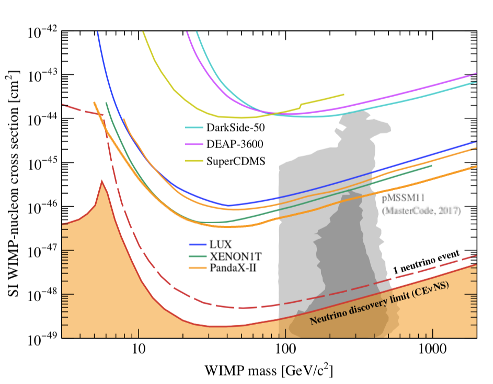 10⁻⁴²
10⁻⁴³
10⁻⁴⁴
10⁻⁴⁵
10⁻⁴⁶
10⁻⁴⁷
10⁻⁴⁸
10⁻⁴⁹
SI WIMP-nucleon cross section [cm²]
DarkSide-50
DEAP-3600
SuperCDMS
pMSSM11
(MasterCode, 2017)
LUX
XENON1T
PandaX-II
1 neutrino event
Neutrino discovery limit (CEνNS)
10 100 1000
WIMP mass [GeV/c²]